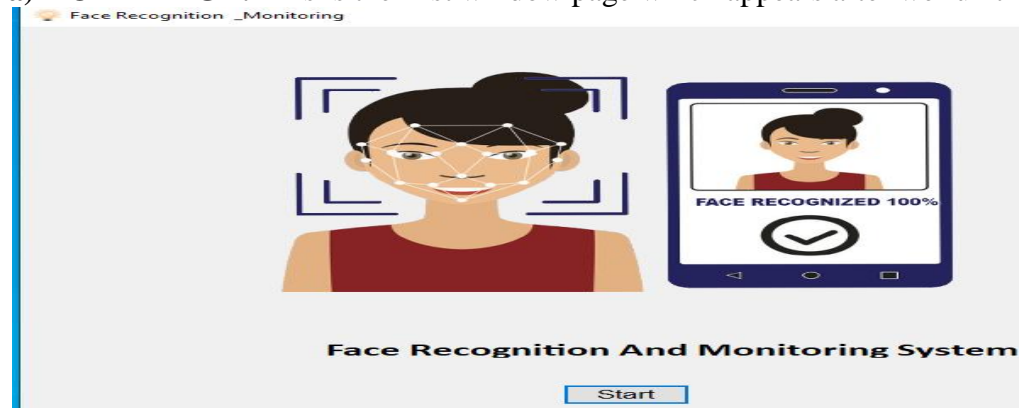 Face Recognition _Monitoring
FACE RECOGNIZED 100%
Face Recognition And Monitoring System
Start